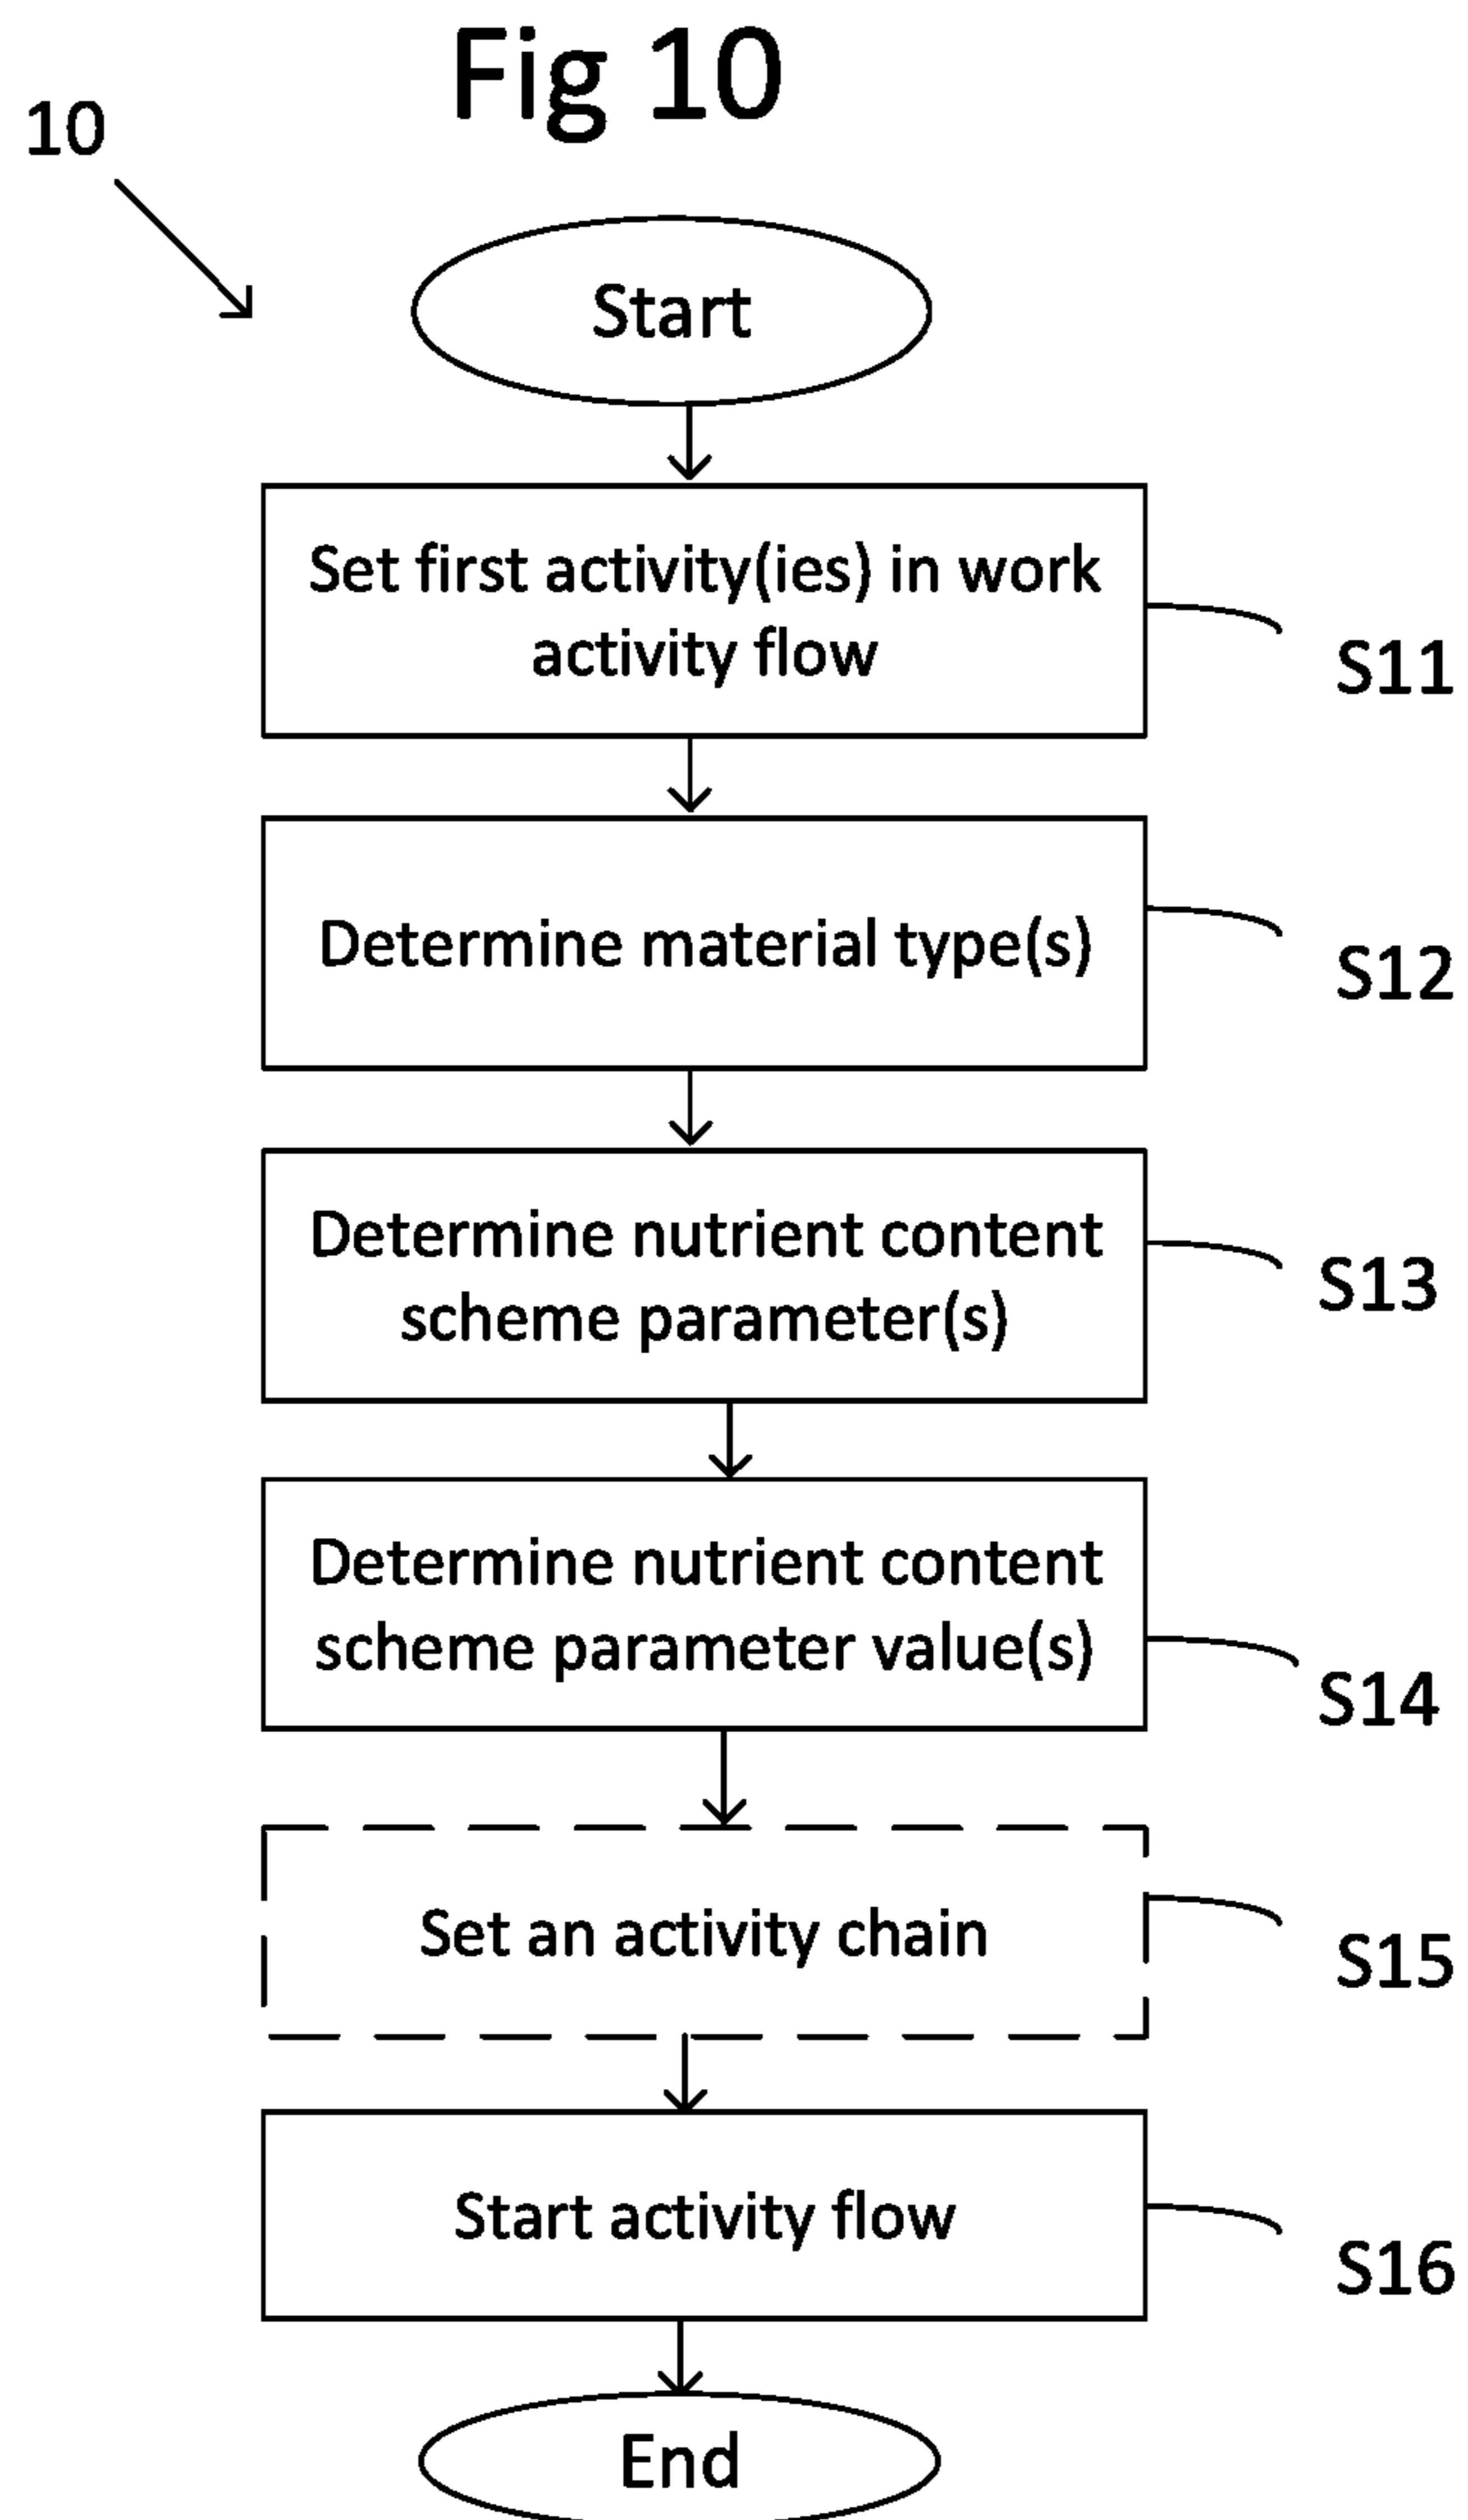 Fig 10
10
Start
Set first activity(ies) in work
activity flow
S11
Determine material type(s)
S12
Determine nutrient content
scheme parameter(s)
S13
Determine nutrient content
scheme parameter value(s)
S14
Set an activity chain
S15
Start activity flow
S16
End